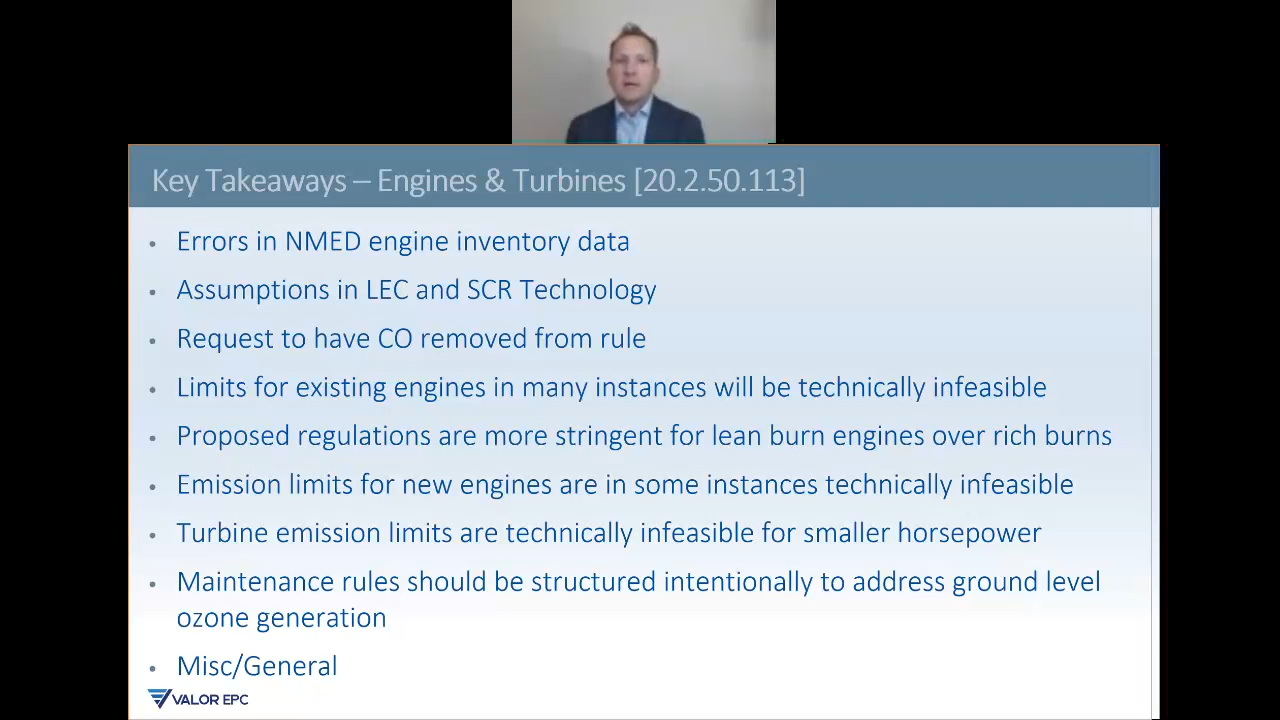 Key Takeaways – Engines & Turbines [20.2.50.113]
• Errors in NMED engine inventory data
• Assumptions in LEC and SCR Technology
• Request to have CO removed from rule
• Limits for existing engines in many instances will be technically infeasible
• Proposed regulations are more stringent for lean burn engines over rich burns
• Emission limits for new engines are in some instances technically infeasible
• Turbine emission limits are technically infeasible for smaller horsepower
• Maintenance rules should be structured intentionally to address ground level
ozone generation
• Misc/General
VALOR EPC